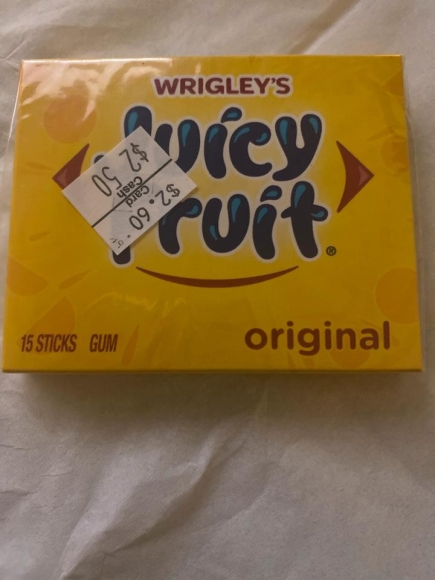 WRIGLEY'S
Juicy
Fruit®
$2.50
Cash
Card
$2.60
15 STICKS GUM
original